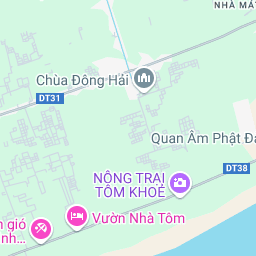 NHÀ MÁ
Chùa Đông Hải
DT31
Quan Âm Phật Đà
DT38
NÔNG TRẠI
TÔM KHOẺ
Vườn Nhà Tôm
gió
nh...